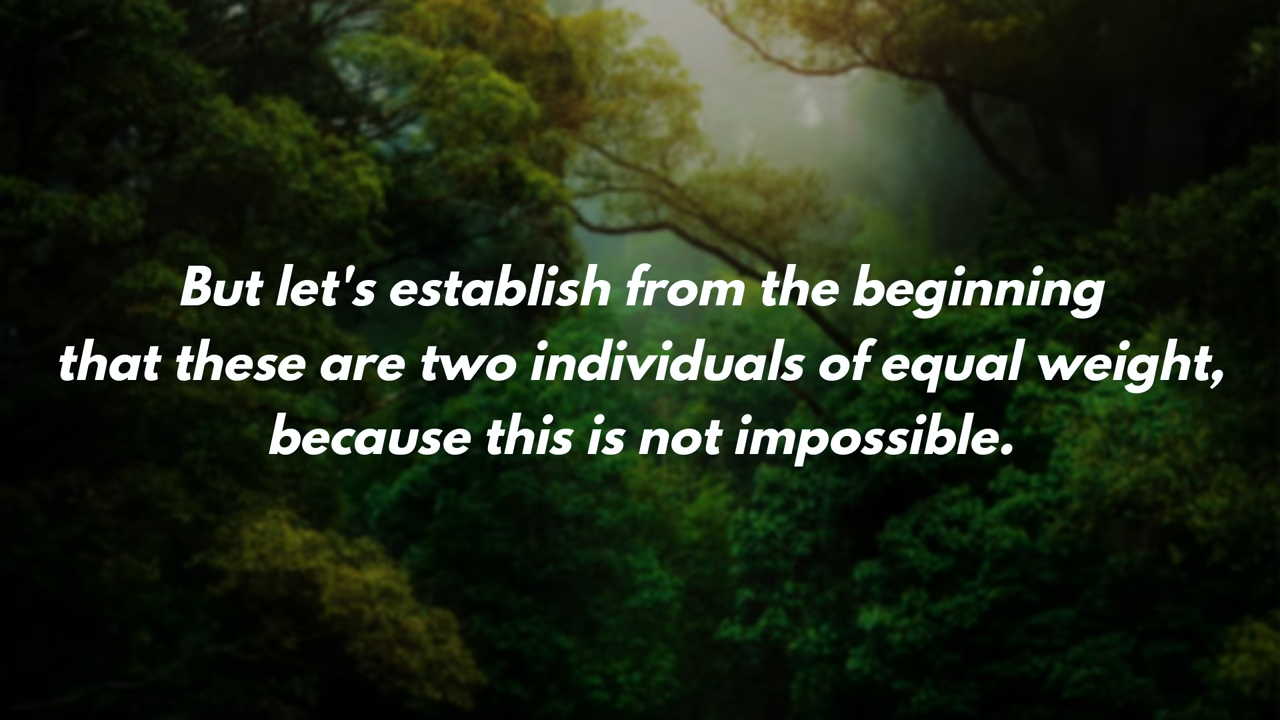 But let's establish from the beginning
that these are two individuals of equal weight,
because this is not impossible.